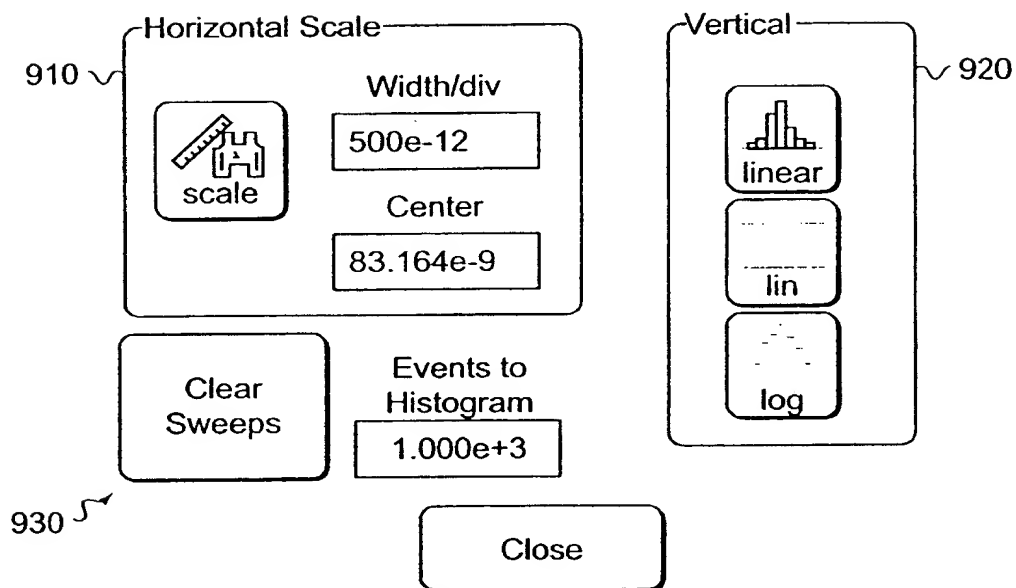 Horizontal Scale
910
Width/div
500e-12
scale
Center
83.164e-9
Vertical
920
linear
lin
log
Clear
Sweeps
Events to
Histogram
1.000e+3
930
Close